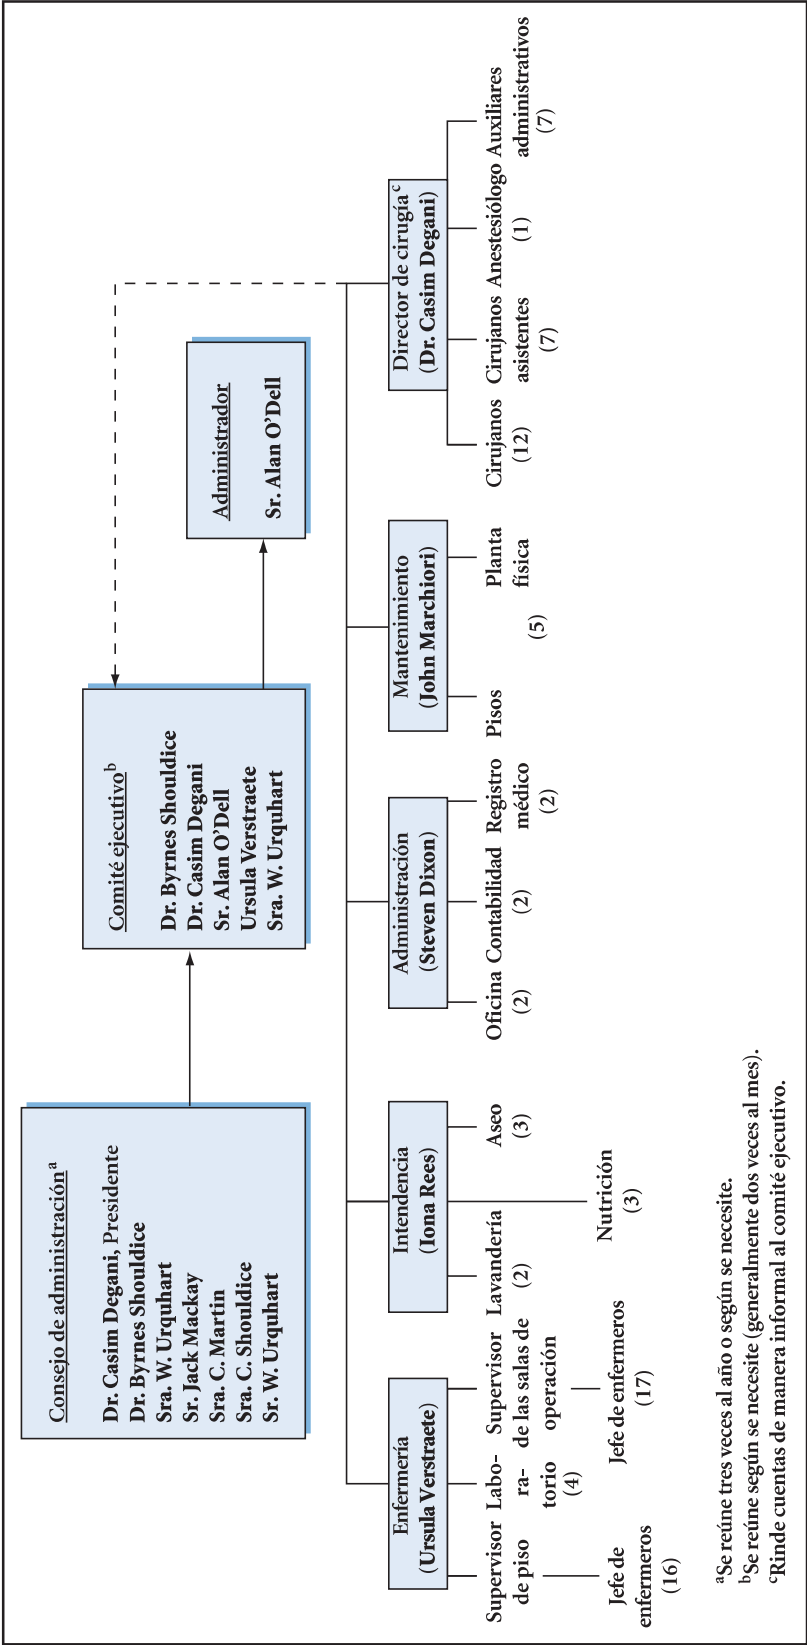 Consejo de administraciónᵃ
Dr. Casim Degani, Presidente
Dr. Byrnes Shouldice
Sra. W. Urquhart
Sr. Jack Mackay
Sra. C. Martin
Sra. C. Shouldice
Sr. W. Urquhart
Comité ejecutivoᵇ
Dr. Byrnes Shouldice
Dr. Casim Degani
Sr. Alan O’Dell
Ursula Verstraete
Sra. W. Urquhart
Administrador
Sr. Alan O’Dell
Enfermería
(Ursula Verstraete)
Supervisor
de piso
Jefe de
enfermeros
(16)
Labo-
ra-
torio
(4)
Supervisor
de las salas de
operación
Jefe de enfermeros
(17)
Intendencia
(Iona Rees)
Lavandería
(2)
Nutrición
(3)
Aseo
(3)
Administración
(Steven Dixon)
Oficina
(2)
Contabilidad
(2)
Registro
médico
(2)
Mantenimiento
(John Marchiori)
Pisos
(5)
Planta
física
Director de cirugíaᶜ
(Dr. Casim Degani)
Cirujanos
(12)
Cirujanos
asistentes
(7)
Anestesiólogo
(1)
Auxiliares
administrativos
(7)
ᵃSe reúne tres veces al año o según se necesite.
ᵇSe reúne según se necesite (generalmente dos veces al mes).
ᶜRinde cuentas de manera informal al comité ejecutivo.